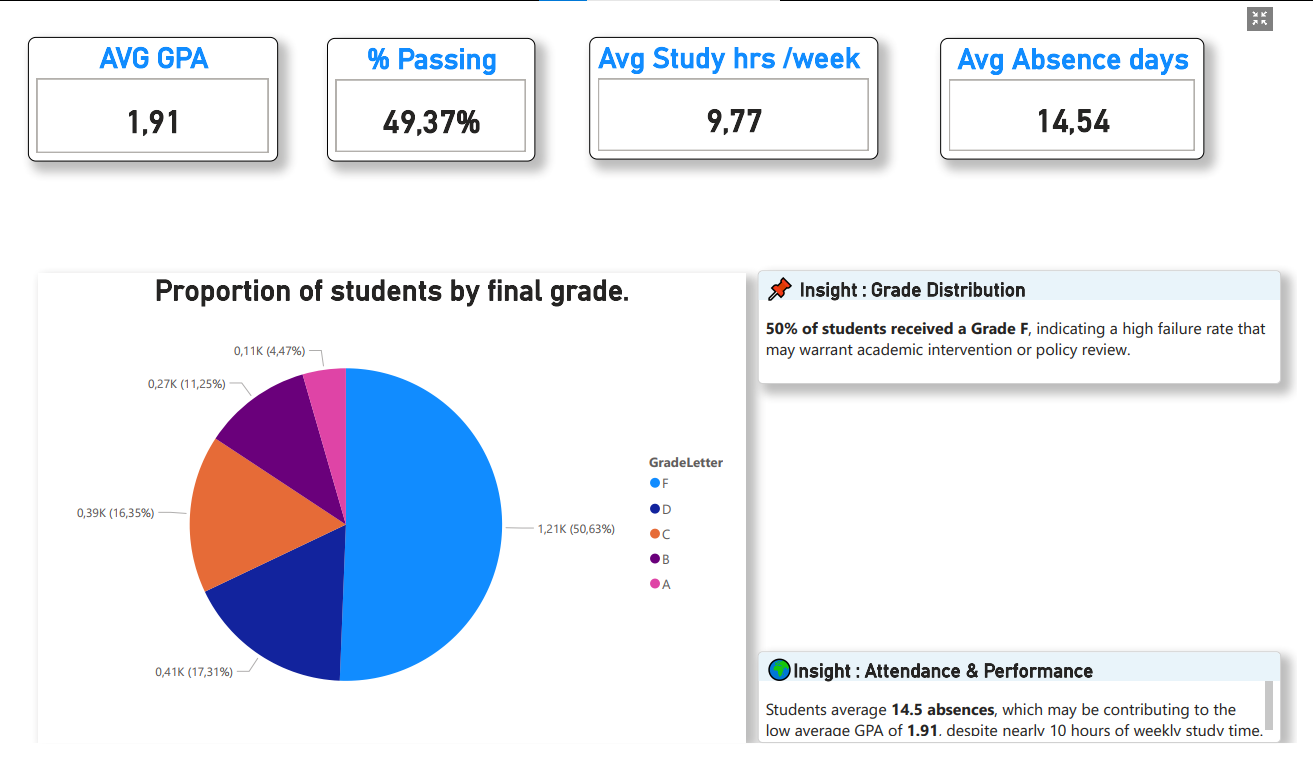 AVG GPA
1,91
% Passing
49,37%
Avg Study hrs /week
9,77
Avg Absence days
14,54
Proportion of students by final grade.
0,11K (4,47%)
0,27K (11,25%)
0,39K (16,35%)
0,41K (17,31%)
1,21K (50,63%)
GradeLetter
F
D
C
B
A
Insight : Grade Distribution
50% of students received a Grade F, indicating a high failure rate that
may warrant academic intervention or policy review.
Insight : Attendance & Performance
Students average 14.5 absences, which may be contributing to the
low average GPA of 1.91, despite nearly 10 hours of weekly study time.